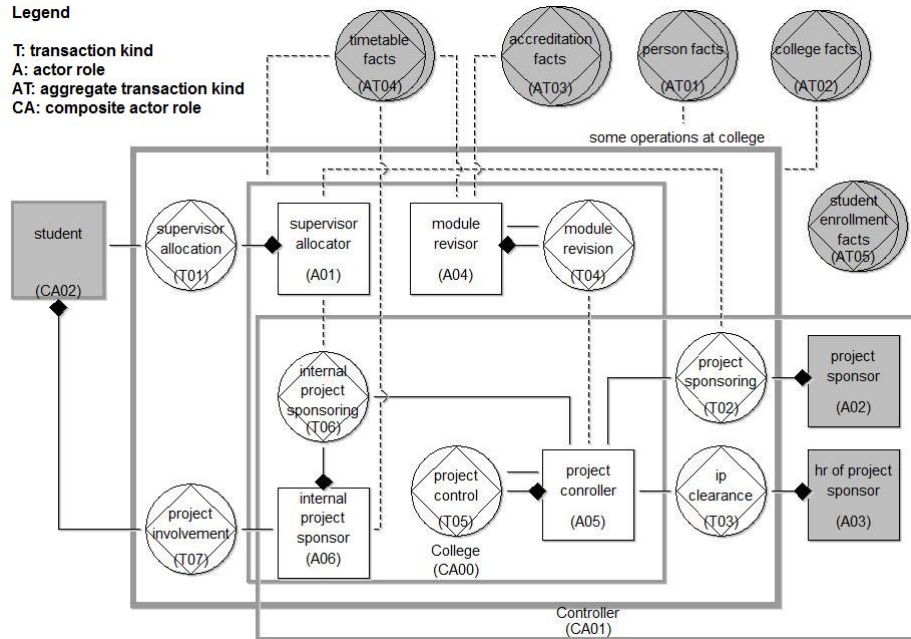 Legend
T: transaction kind
A: actor role
AT: aggregate transaction kind
CA: composite actor role
timetable
facts
(AT04)
accreditation
facts
(AT03)
person facts
(AT01)
college facts
(AT02)
some operations at college
student
(CA02)
supervisor
allocation
(T01)
supervisor
allocator
(A01)
module
revisor
(A04)
module
revision
(T04)
student
enrollment
facts
(AT05)
internal
project
sponsoring
(T06)
project
sponsoring
(T02)
project
sponsor
(A02)
project
involvement
(T07)
internal
project
sponsor
(A06)
project
control
(T05)
project
conroller
(A05)
ip
clearance
(T03)
hr of project
sponsor
(A03)
College
(CA00)
Controller
(CA01)